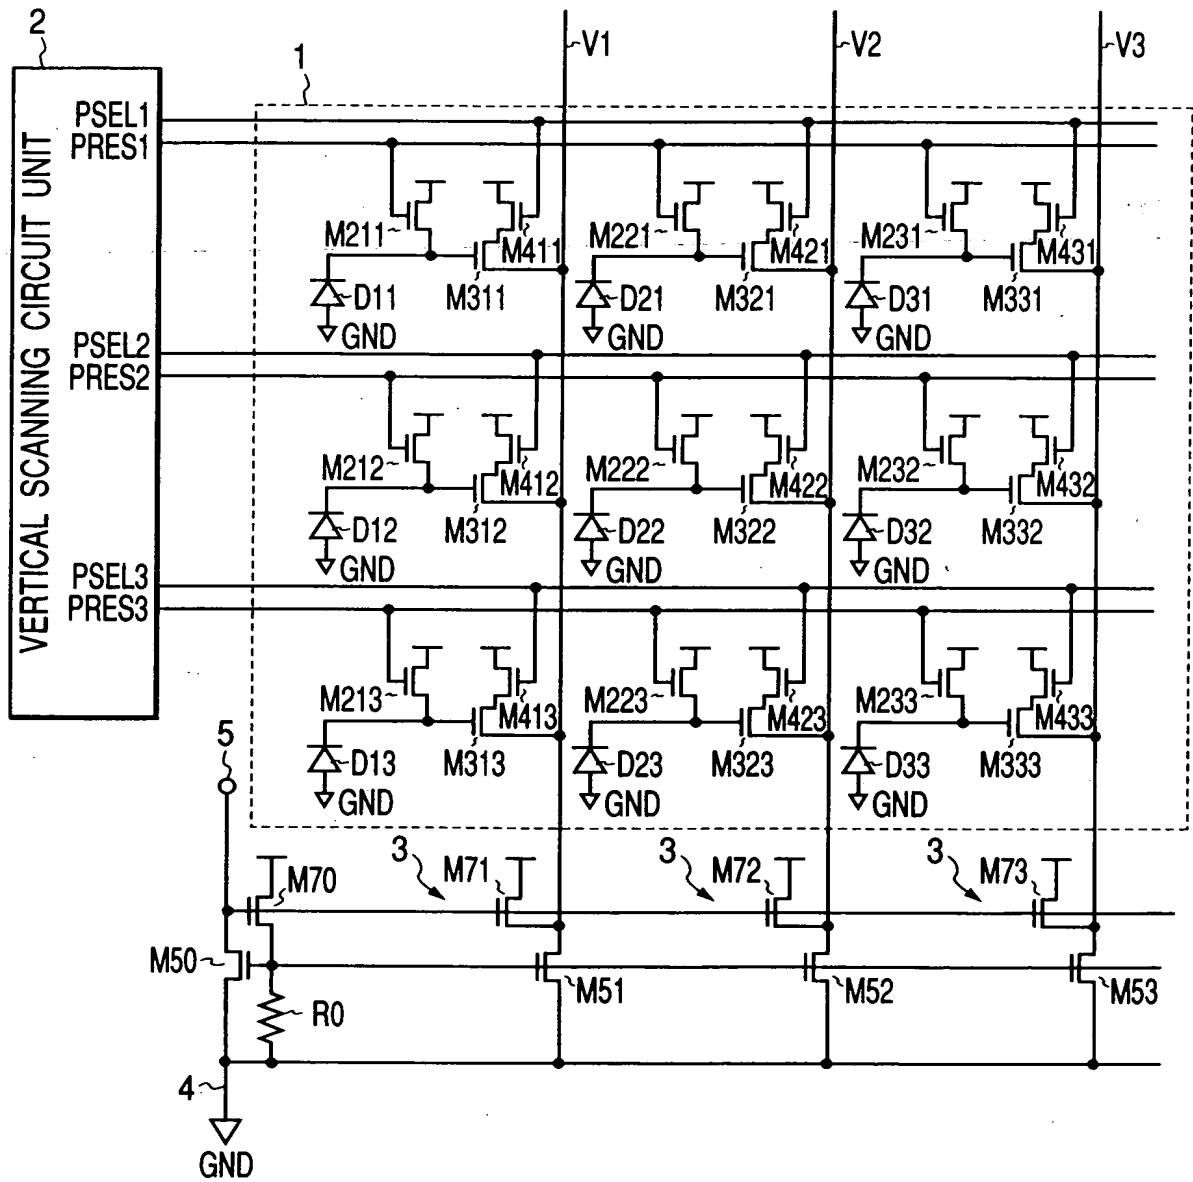 2
1
V1
V2
V3
VERTICAL SCANNING CIRCUIT UNIT
PSEL1
PRES1
M211
M411
M221
M421
M231
M431
D11
M311
D21
M321
D31
M331
GND
GND
GND
PSEL2
PRES2
M212
M412
M222
M422
M232
M432
D12
M312
D22
M322
D32
M332
GND
GND
GND
PSEL3
PRES3
M213
M413
M223
M423
M233
M433
D13
M313
D23
M323
D33
M333
GND
GND
GND
5
M70
3
M71
3
M72
3
M73
M50
M51
M52
M53
R0
4
GND